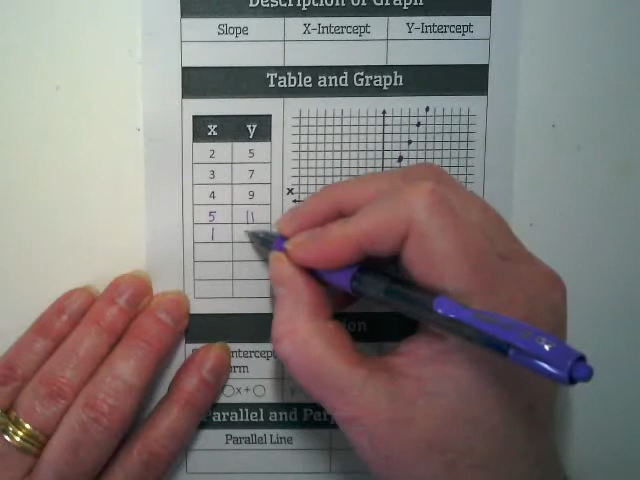 Description of Graph
Slope X-Intercept Y-Intercept
Table and Graph
x y
2 5
3 7
4 9
5 11
1
x
x+
Parallel and
Parallel Line